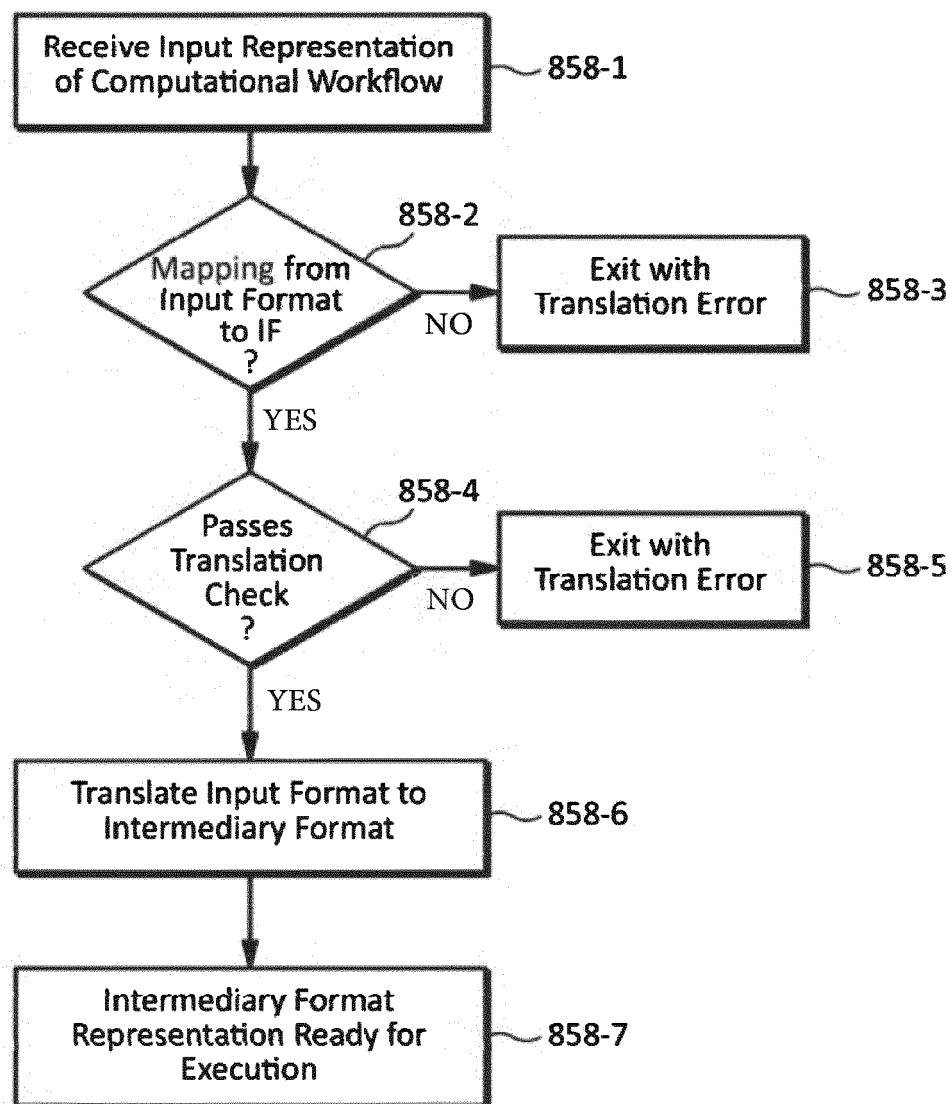 Receive Input Representation
of Computational Workflow
858-1
858-2
Mapping from
Input Format
to IF
?
NO
Exit with
Translation Error
858-3
YES
858-4
Passes
Translation
Check
?
NO
Exit with
Translation Error
858-5
YES
Translate Input Format to
Intermediary Format
858-6
Intermediary Format
Representation Ready for
Execution
858-7